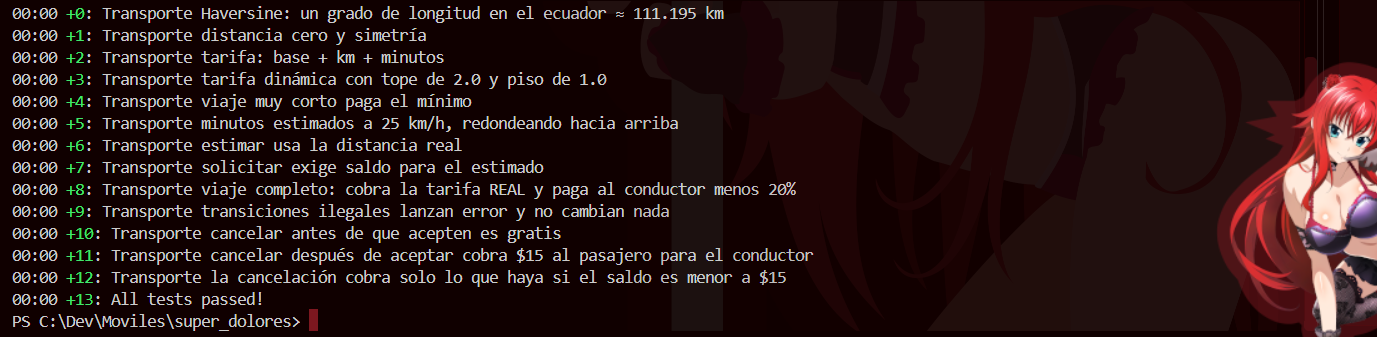 00:00 +0: Transporte Haversine: un grado de longitud en el ecuador ≈ 111.195 km
00:00 +1: Transporte distancia cero y simetría
00:00 +2: Transporte tarifa: base + km + minutos
00:00 +3: Transporte tarifa dinámica con tope de 2.0 y piso de 1.0
00:00 +4: Transporte viaje muy corto paga el mínimo
00:00 +5: Transporte minutos estimados a 25 km/h, redondeando hacia arriba
00:00 +6: Transporte estimar usa la distancia real
00:00 +7: Transporte solicitar exige saldo para el estimado
00:00 +8: Transporte viaje completo: cobra la tarifa REAL y paga al conductor menos 20%
00:00 +9: Transporte transiciones ilegales lanzan error y no cambian nada
00:00 +10: Transporte cancelar antes de que acepten es gratis
00:00 +11: Transporte cancelar después de aceptar cobra $15 al pasajero para el conductor
00:00 +12: Transporte la cancelación cobra solo lo que haya si el saldo es menor a $15
00:00 +13: All tests passed!
PS C:\Dev\Moviles\super_dolores>